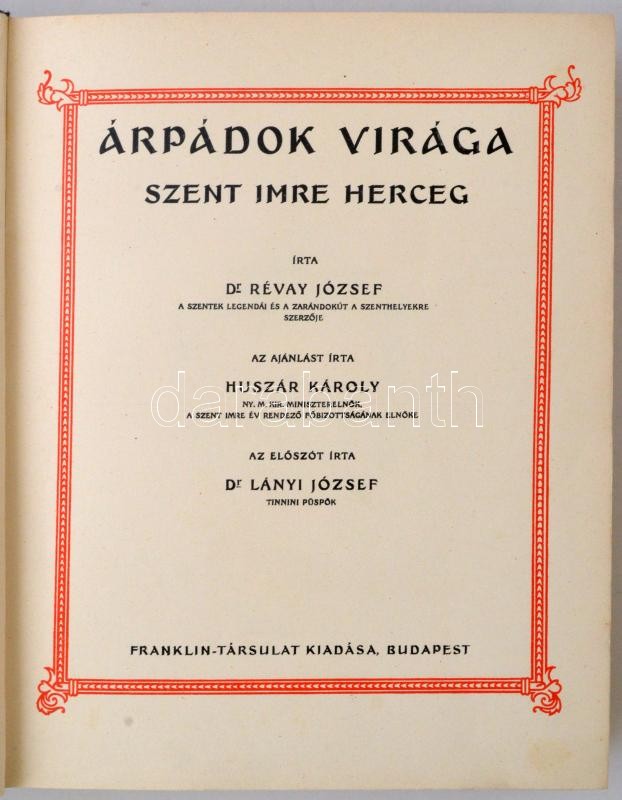 ÁRPÁDOK VIRÁGA
SZENT IMRE HERCEG
ÍRTA
Dr RÉVAY JÓZSEF
A SZENTEK LEGENDÁI ÉS A ZARÁNDOKÚT A SZENTHELYEKRE
SZERZŐJE
AZ AJÁNLÁST ÍRTA
HUSZÁR KÁROLY
darabanth
NY. M. KIR. MINISZTERELNÖK,
A SZENT IMRE ÉV RENDEZŐ FŐBIZOTTSÁGÁNAK ELNÖKE
AZ ELŐSZÓT ÍRTA
Dr LÁNYI JÓZSEF
TINNINI PÜSPÖK
FRANKLIN-TÁRSULAT KIADÁSA, BUDAPEST